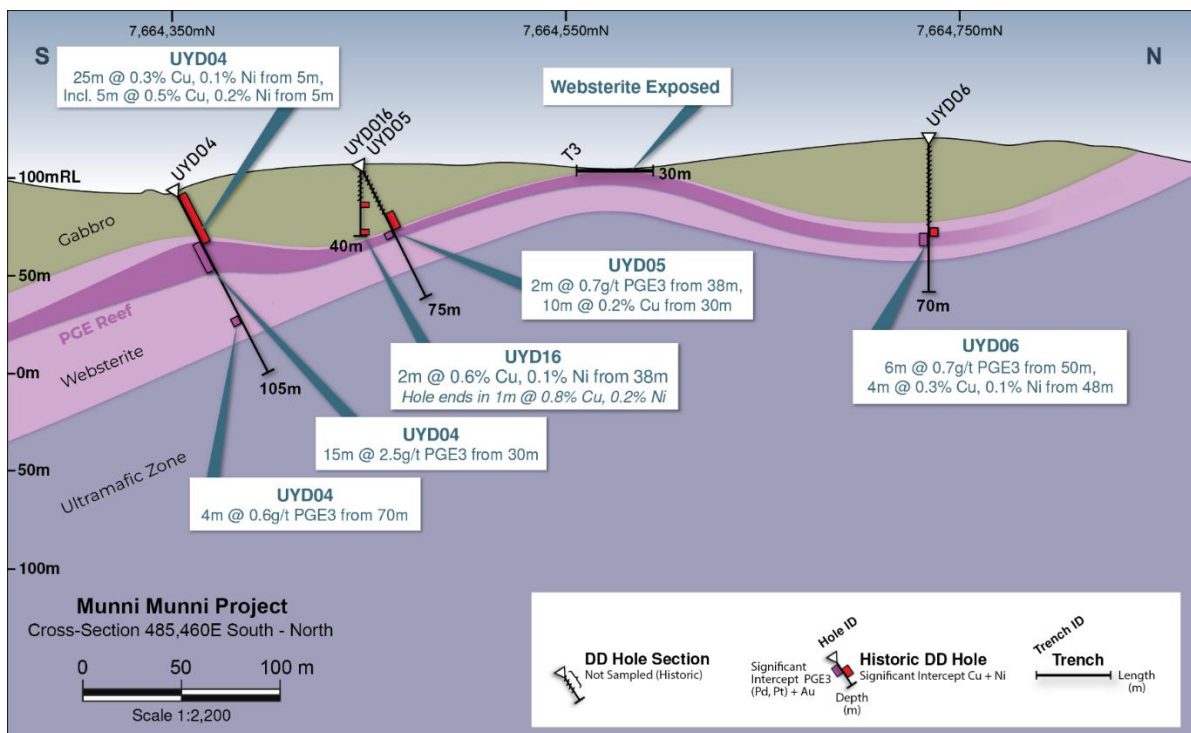 7,664,350mN
7,664,550mN
7,664,750mN
S
N
UYD04
25m @ 0.3% Cu, 0.1% Ni from 5m,
Incl. 5m @ 0.5% Cu, 0.2% Ni from 5m
Websterite Exposed
UYD04
UYDO16
UYDO5
T3
30m
UYDO6
100mRL
Gabbro
40m
50m
UYD05
2m @ 0.7g/t PGE3 from 38m,
10m @ 0.2% Cu from 30m
75m
70m
PGE Reef
Websterite
0m
105m
UYD16
2m @ 0.6% Cu, 0.1% Ni from 38m
Hole ends in 1m @ 0.8% Cu, 0.2% Ni
UYD06
6m @ 0.7g/t PGE3 from 50m,
4m @ 0.3% Cu, 0.1% Ni from 48m
UYD04
15m @ 2.5g/t PGE3 from 30m
50m
Ultramafic Zone
UYD04
4m @ 0.6g/t PGE3 from 70m
100m
Munni Munni Project
Cross-Section 485,460E South - North
0 50 100 m
Scale 1:2,200
DD Hole Section
Not Sampled (Historic)
Hole ID
Significant
Intercept PGE3
(Pd, Pt) + Au
Historic DD Hole
Significant Intercept Cu + Ni
Depth
(m)
Trench ID
Trench
Length
(m)